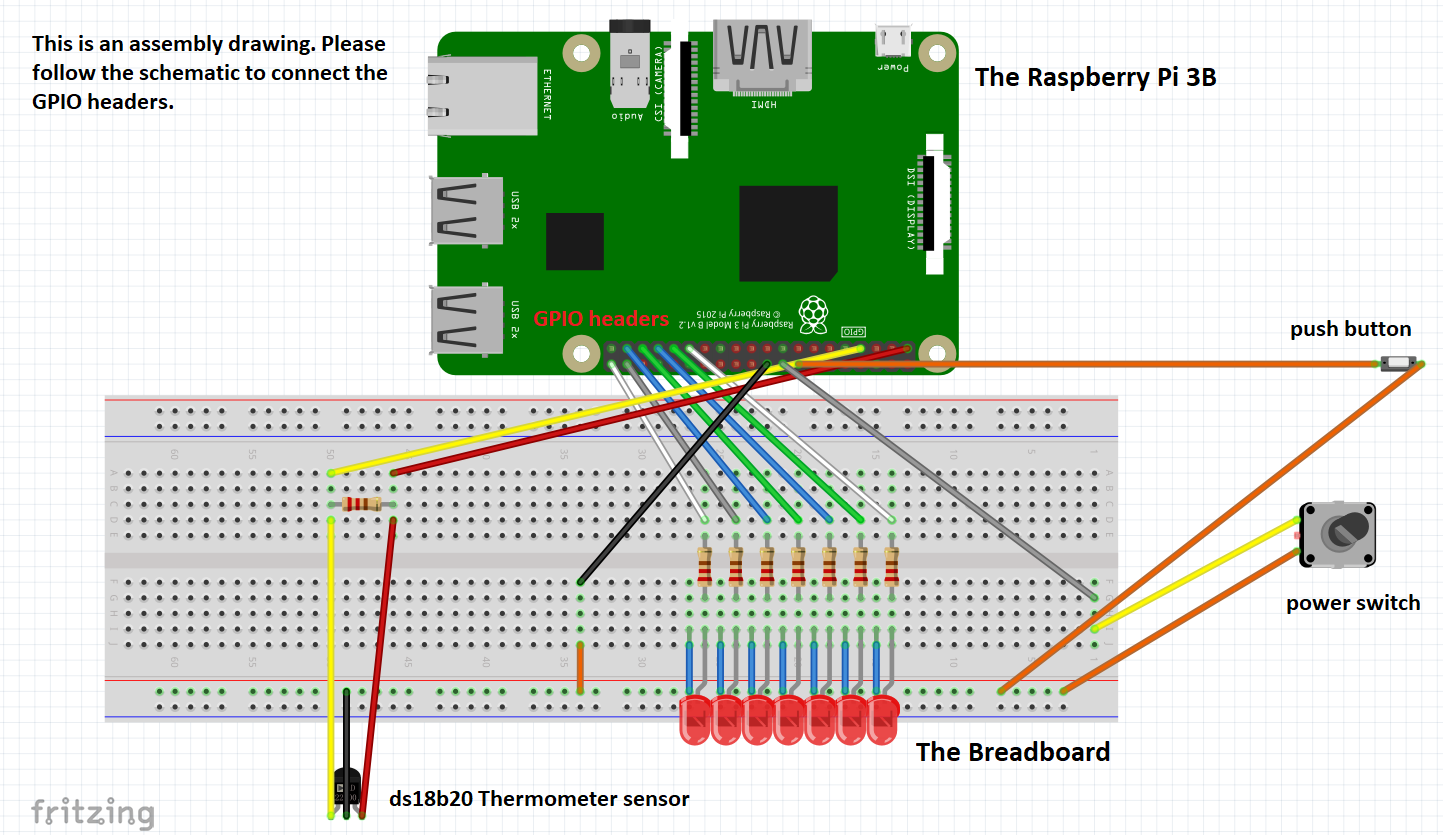 This is an assembly drawing. Please
follow the schematic to connect the
GPIO headers.
The Raspberry Pi 3B
ETHERNET
Audio
CSI (CAMERA)
HDMI
Power
DSI (DISPLAY)
USB 2x
USB 2x
GPIO headers
Raspberry Pi 3 Model B v1.2
© Raspberry Pi 2015
GPIO
push button
60 55 50 45 40 35 30 25 20 15 10 5 1
A
B
C
D
E
F
G
H
I
J
60 55 50 45 40 35 30 25 20 15 10 5 1
power switch
The Breadboard
ds18b20 Thermometer sensor
fritzing